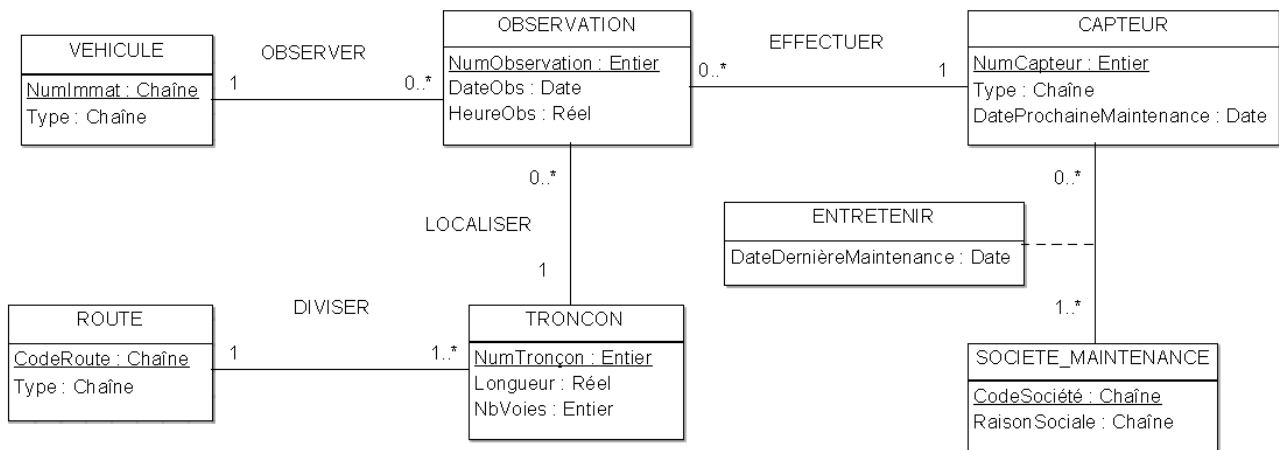 VEHICULE
NumImmat : Chaîne
Type : Chaîne
OBSERVER
1
0..*
OBSERVATION
NumObservation : Entier
DateObs : Date
HeureObs : Réel
EFFECTUER
0..*
1
CAPTEUR
NumCapteur : Entier
Type : Chaîne
DateProchaineMaintenance : Date
0..*
LOCALISER
1
0..*
ENTRETENIR
DateDernièreMaintenance : Date
1..*
ROUTE
CodeRoute : Chaîne
Type : Chaîne
DIVISER
1
1..*
TRONCON
NumTronçon : Entier
Longueur : Réel
NbVoies : Entier
SOCIETE_MAINTENANCE
CodeSociété : Chaîne
RaisonSociale : Chaîne